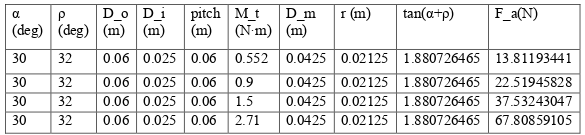 α (deg) ρ (deg) D_o (m) D_i (m) pitch (m) M_t (N·m) D_m (m) r (m) tan(α+ρ) F_a(N)
30 32 0.06 0.025 0.06 0.552 0.0425 0.02125 1.880726465 13.81193441
30 32 0.06 0.025 0.06 0.9 0.0425 0.02125 1.880726465 22.51945828
30 32 0.06 0.025 0.06 1.5 0.0425 0.02125 1.880726465 37.53243047
30 32 0.06 0.025 0.06 2.71 0.0425 0.02125 1.880726465 67.80859105